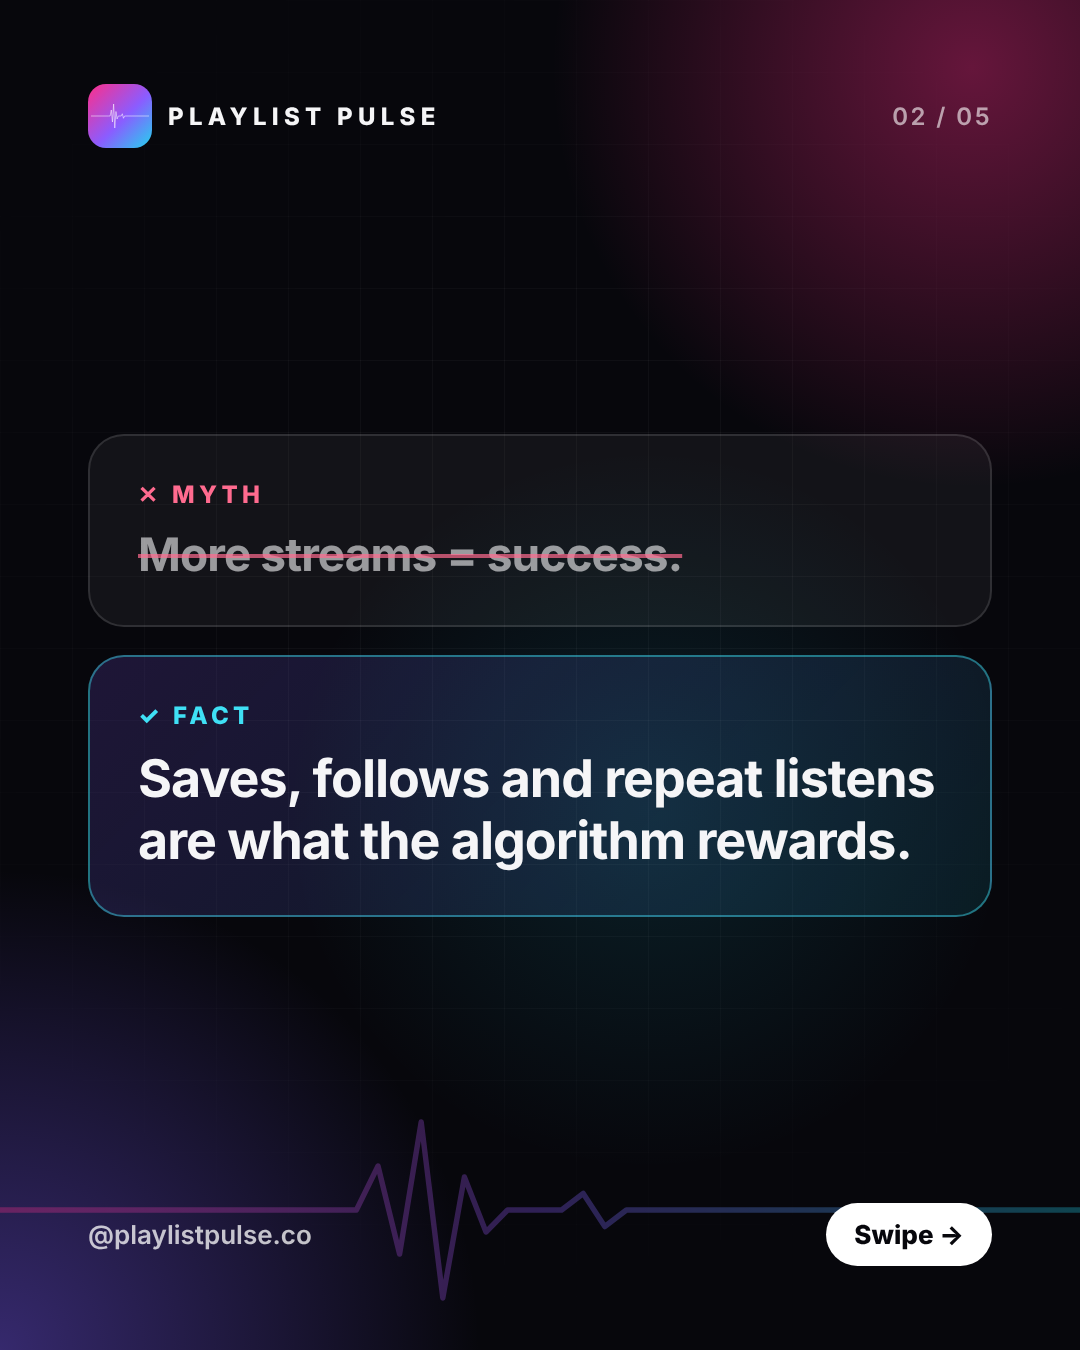 PLAYLIST PULSE
02 / 05
✕ MYTH
More streams = success.
✓ FACT
Saves, follows and repeat listens
are what the algorithm rewards.
@playlistpulse.co
Swipe →